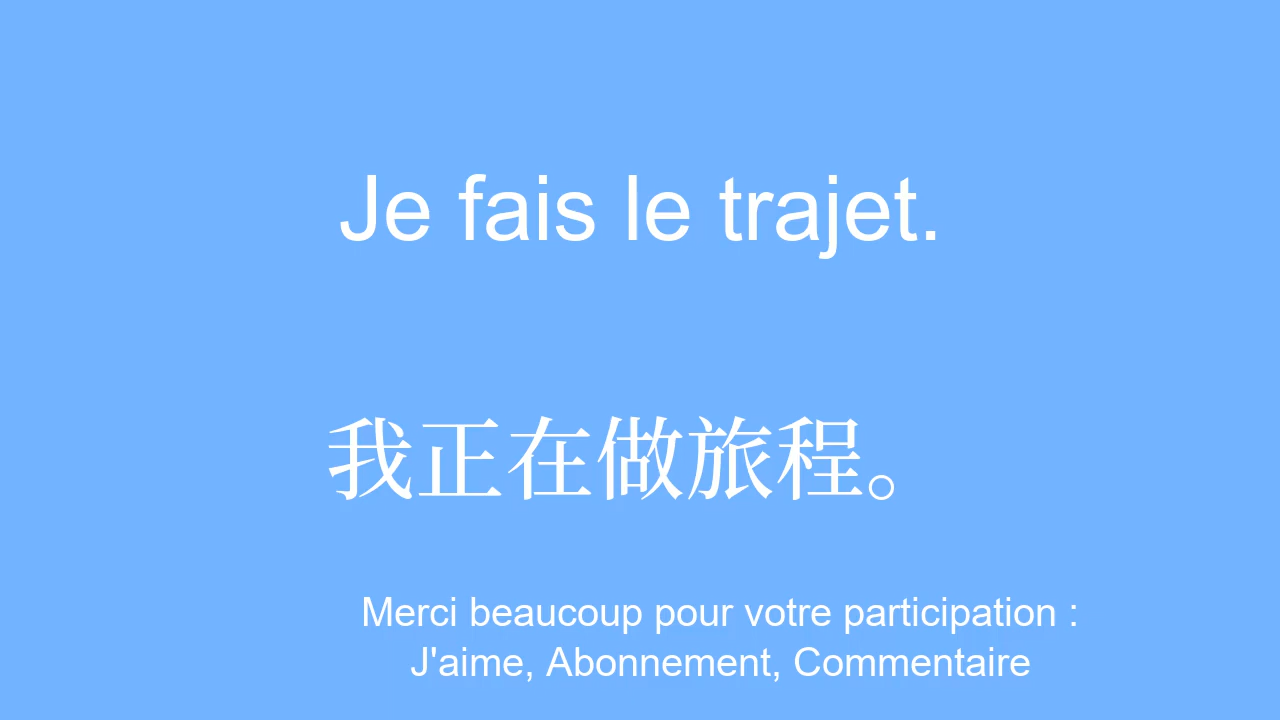 Je fais le trajet.
我正在做旅程。
Merci beaucoup pour votre participation :
J'aime, Abonnement, Commentaire